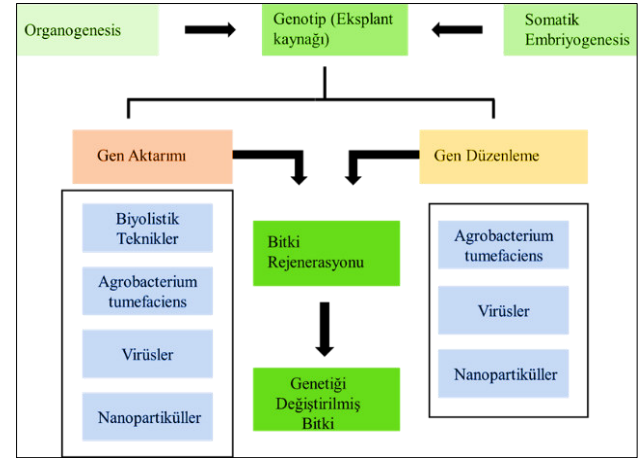 Organogenesis
Genotip (Eksplant
kaynağı)
Somatik
Embriyogenesis
Gen Aktarımı
Gen Düzenleme
Biyolistik
Teknikler
Agrobacterium
tumefaciens
Virüsler
Nanopartiküller
Bitki
Rejenerasyonu
Genetiği
Değiştirilmiş
Bitki
Agrobacterium
tumefaciens
Virüsler
Nanopartiküller